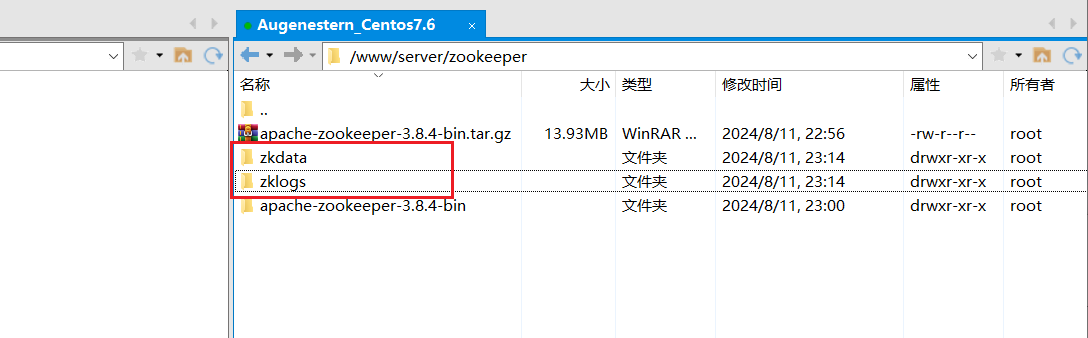 Augenestern_Centos7.6
/www/server/zookeeper
名称 大小 类型 修改时间 属性 所有者
..
apache-zookeeper-3.8.4-bin.tar.gz 13.93MB WinRAR ... 2024/8/11, 22:56 -rw-r--r-- root
zkdata 文件夹 2024/8/11, 23:14 drwxr-xr-x root
zklogs 文件夹 2024/8/11, 23:14 drwxr-xr-x root
apache-zookeeper-3.8.4-bin 文件夹 2024/8/11, 23:00 drwxr-xr-x root